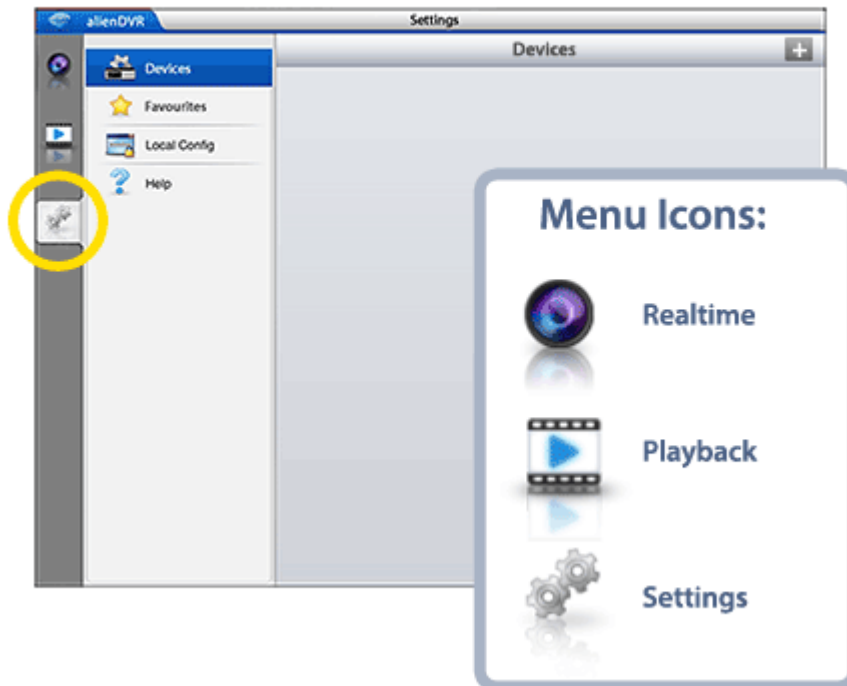 alienDVR
Settings
Devices
Devices
Favourites
Local Config
Help
Menu Icons:
Realtime
Playback
Settings